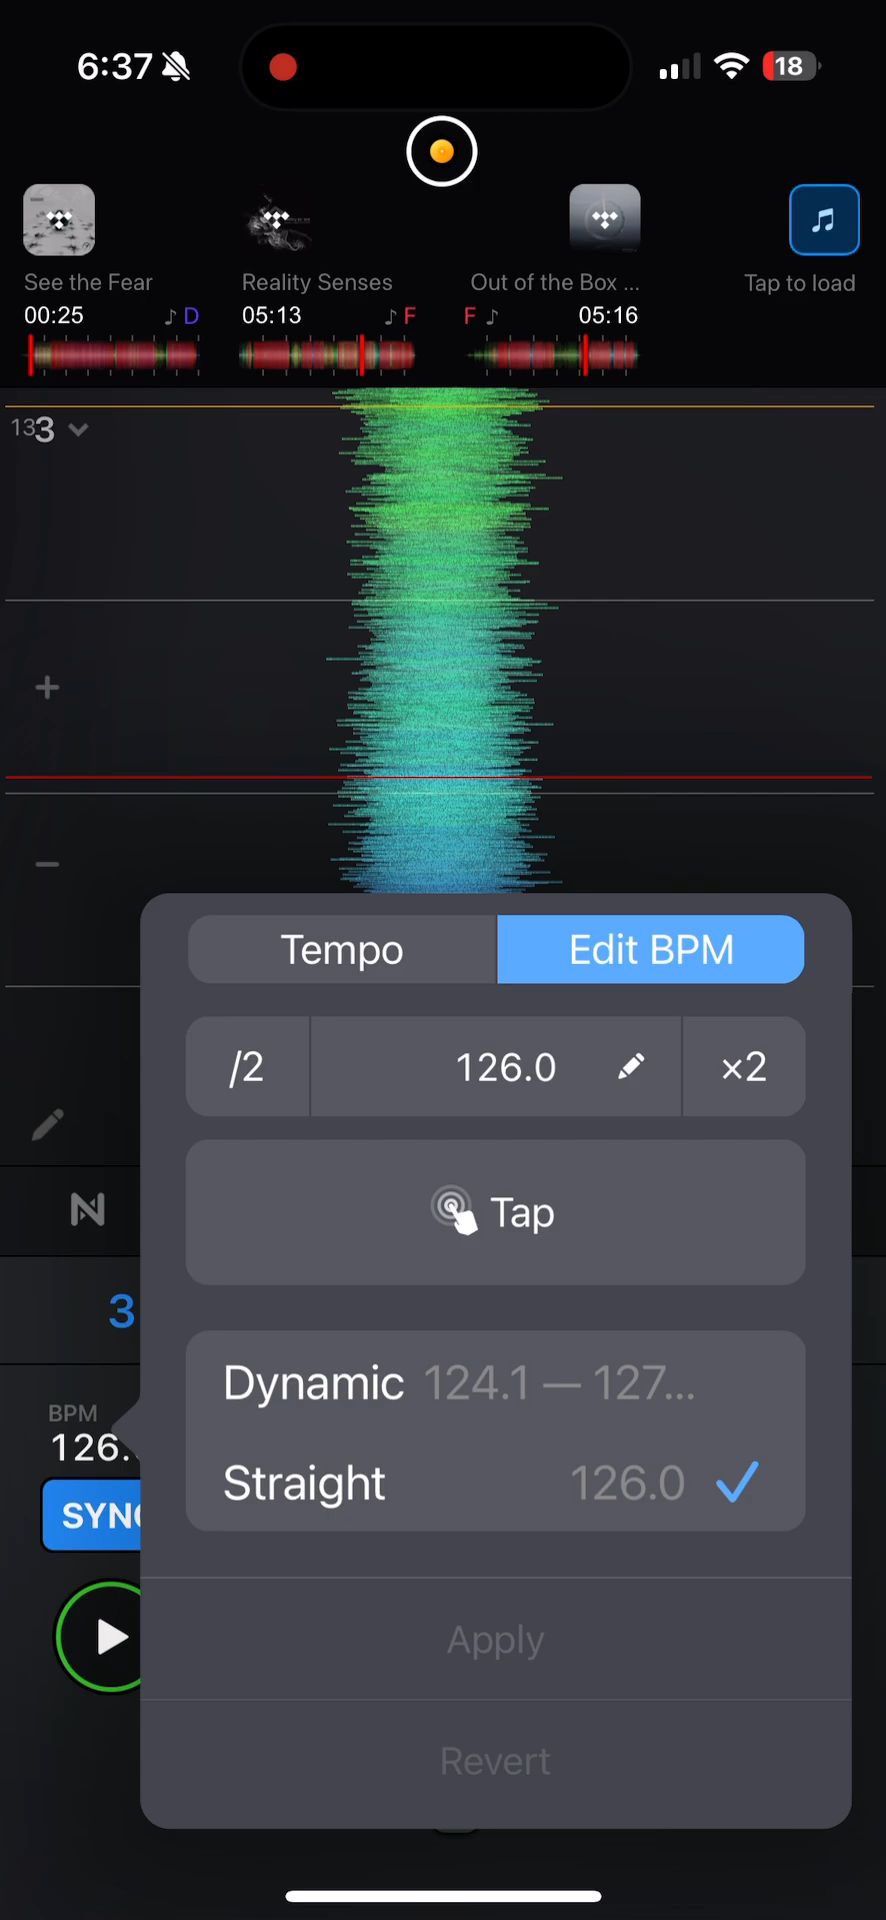 6:37
18
See the Fear
Reality Senses
Out of the Box ...
Tap to load
00:25
D
05:13
F
F
05:16
133
+
−
Tempo
Edit BPM
/2
126.0
×2
Tap
3
Dynamic 124.1 — 127...
BPM
126.
Straight 126.0
SYNC
Apply
Revert